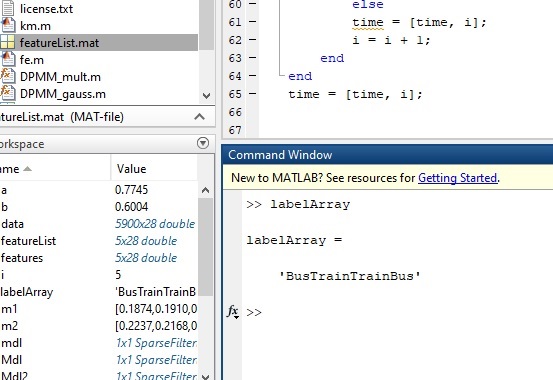 license.txt
km.m
featureList.mat
fe.m
DPMM_mult.m
DPMM_gauss.m
tureList.mat (MAT-file)
orkspace
me Value
a 0.7745
b 0.6004
data 5900x28 double
featureList 5x28 double
features 5x28 double
i 5
labelArray 'BusTrainTrainB
m1 [0.1874,0.1910,0
m2 [0.2237,0.2168,0
mdl 1x1 SparseFilter
Mdl 1x1 SparseFilter
Mdl2 1x1 SparseFilter
60 – else
61 – time = [time, i];
62 – i = i + 1;
63 – end
64 – end
65 – time = [time, i];
66
67
Command Window
New to MATLAB? See resources for Getting Started.
>> labelArray
labelArray =
'BusTrainTrainBus'
fx >>